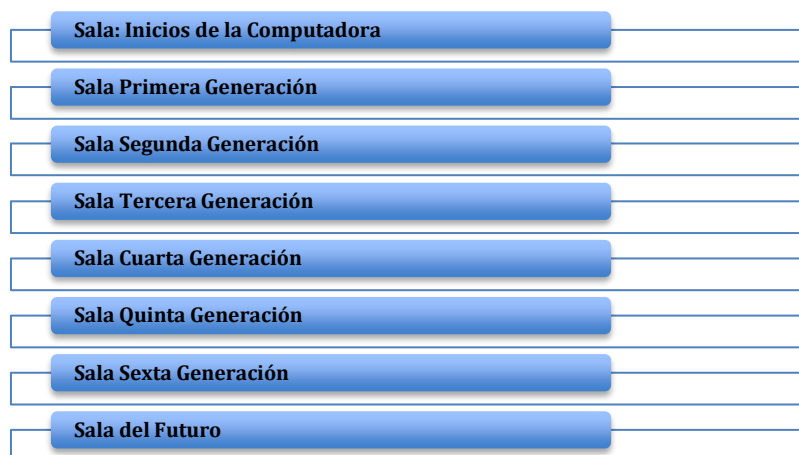 Sala: Inicios de la Computadora
Sala Primera Generación
Sala Segunda Generación
Sala Tercera Generación
Sala Cuarta Generación
Sala Quinta Generación
Sala Sexta Generación
Sala del Futuro